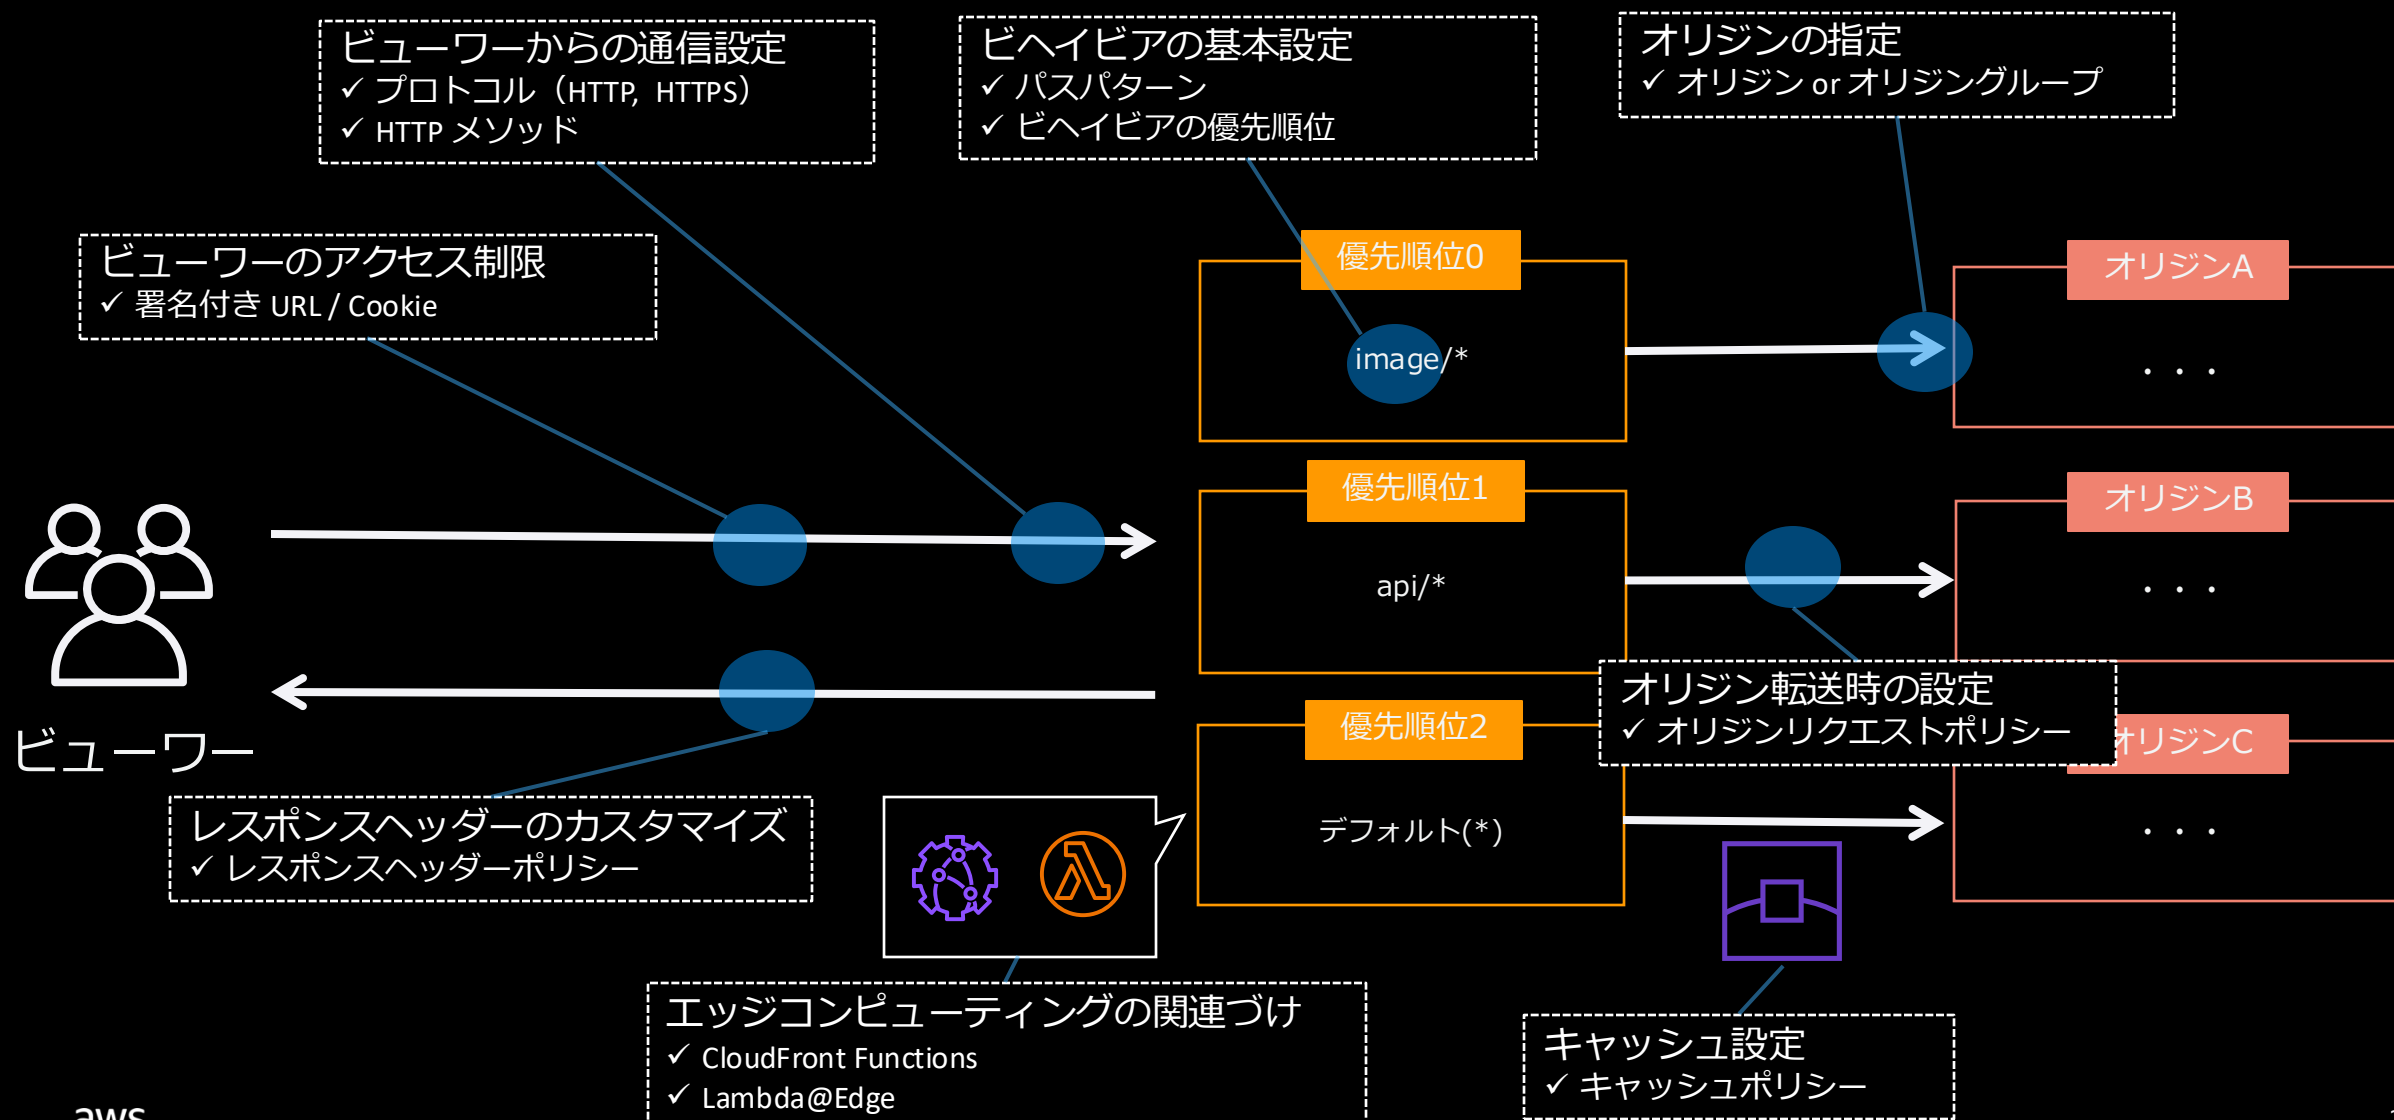 ビューワーからの通信設定
✓ プロトコル（HTTP, HTTPS）
✓ HTTP メソッド
ビヘイビアの基本設定
✓ パスパターン
✓ ビヘイビアの優先順位
オリジンの指定
✓ オリジン or オリジングループ
ビューワーのアクセス制限
✓ 署名付き URL / Cookie
優先順位0
image/*
オリジンA
・・・
優先順位1
api/*
オリジンB
・・・
オリジン転送時の設定
✓ オリジンリクエストポリシー
ビューワー
優先順位2
デフォルト(*)
オリジンC
・・・
レスポンスヘッダーのカスタマイズ
✓ レスポンスヘッダーポリシー
エッジコンピューティングの関連づけ
✓ CloudFront Functions
✓ Lambda@Edge
キャッシュ設定
✓ キャッシュポリシー
aws